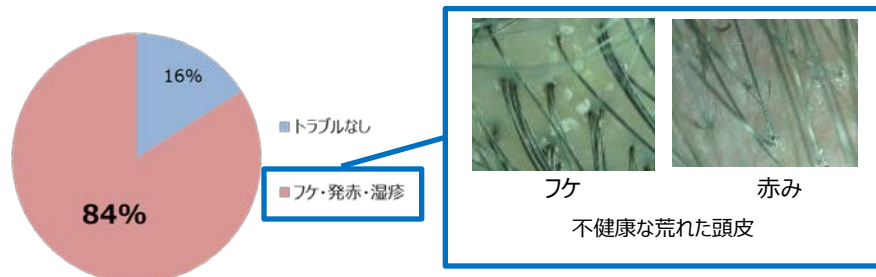 16%
84%
トラブルなし
フケ・発赤・湿疹
フケ
赤み
不健康な荒れた頭皮